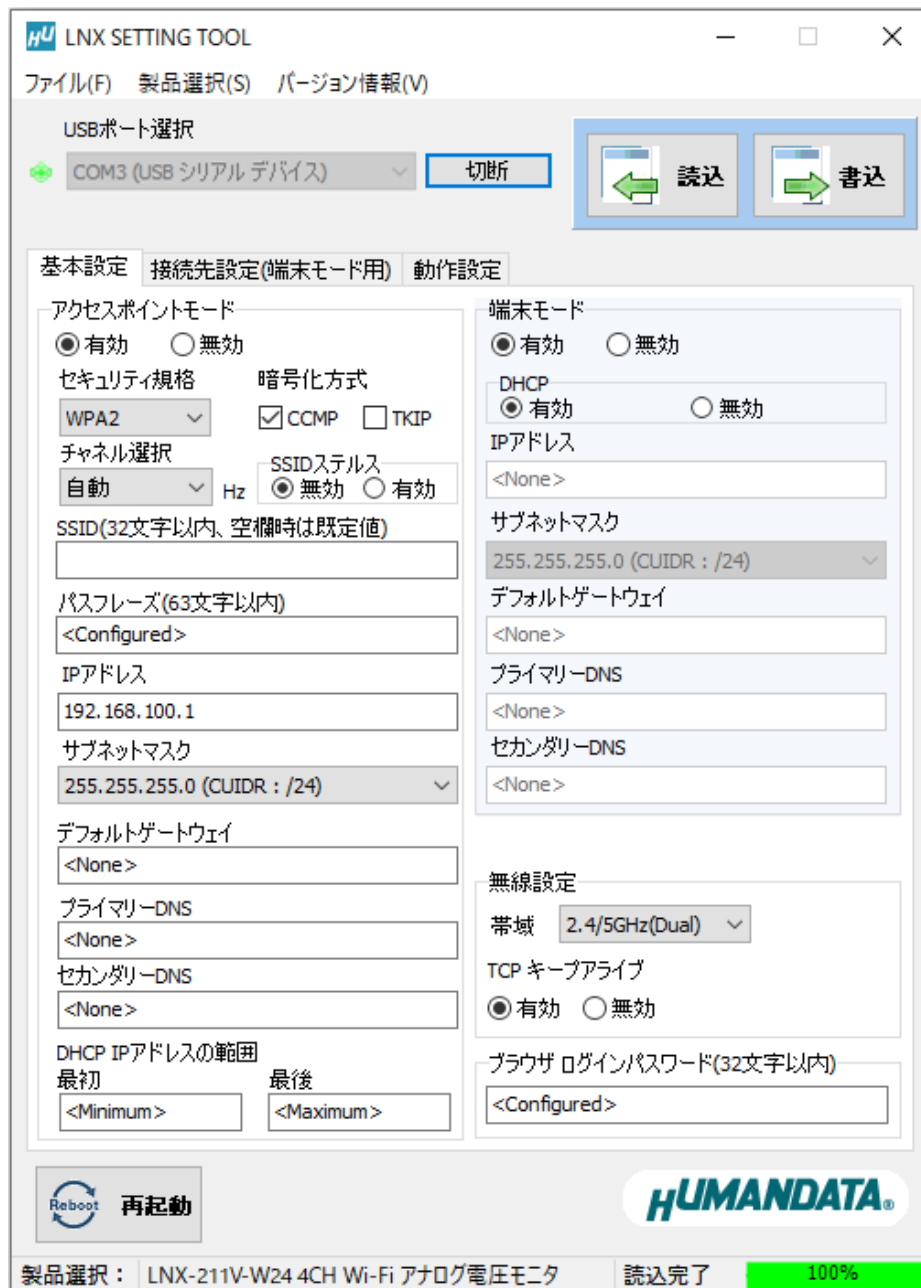 HU LNX SETTING TOOL
ファイル(F) 製品選択(S) バージョン情報(V)
USBポート選択
COM3 (USB シリアル デバイス) 切断 読込 書込
基本設定 接続先設定(端末モード用) 動作設定
アクセスポイントモード
有効 無効
セキュリティ規格 暗号化方式
WPA2 CCMP TKIP
チャネル選択
自動 Hz
SSIDステルス
無効 有効
SSID(32文字以内、空欄時は既定値)
パスフレーズ(63文字以内)
<Configured>
IPアドレス
192.168.100.1
サブネットマスク
255.255.255.0 (CUIDR : /24)
デフォルトゲートウェイ
<None>
プライマリーDNS
<None>
セカンダリーDNS
<None>
DHCP IPアドレスの範囲
最初 最後
<Minimum> <Maximum>
端末モード
有効 無効
DHCP
有効 無効
IPアドレス
<None>
サブネットマスク
255.255.255.0 (CUIDR : /24)
デフォルトゲートウェイ
<None>
プライマリーDNS
<None>
セカンダリーDNS
<None>
無線設定
帯域 2.4/5GHz(Dual)
TCP キープアライブ
有効 無効
ブラウザ ログインパスワード(32文字以内)
<Configured>
Reboot 再起動
HUMANDATA®
製品選択： LNX-211V-W24 4CH Wi-Fi アナログ電圧モニタ 読込完了 100%